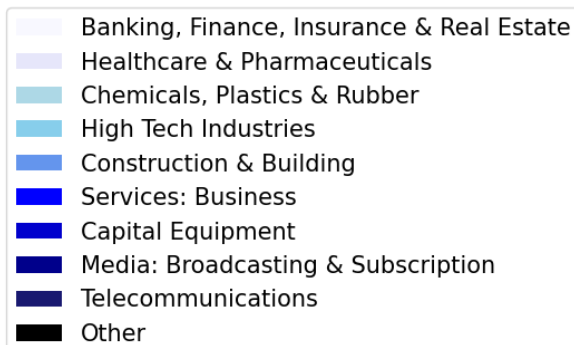 Banking, Finance, Insurance & Real Estate
Healthcare & Pharmaceuticals
Chemicals, Plastics & Rubber
High Tech Industries
Construction & Building
Services: Business
Capital Equipment
Media: Broadcasting & Subscription
Telecommunications
Other